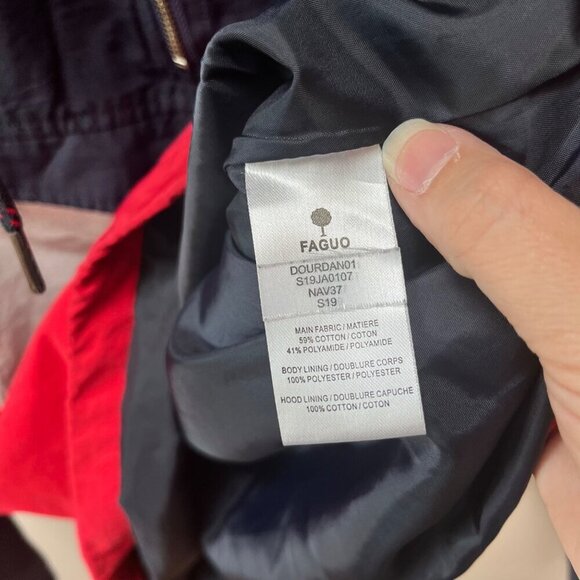 FAGUO
DOURDAN01
S19JA0107
NAV37
S19
MAIN FABRIC / MATIERE
59% COTTON / COTON
41% POLYAMIDE / POLYAMIDE
BODY LINING / DOUBLURE CORPS
100% POLYESTER / POLYESTER
HOOD LINING / DOUBLURE CAPUCHE
100% COTTON / COTON